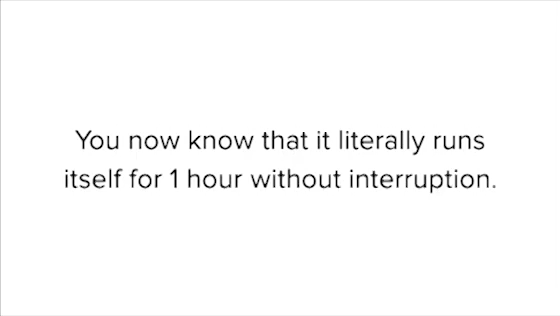 You now know that it literally runs
itself for 1 hour without interruption.